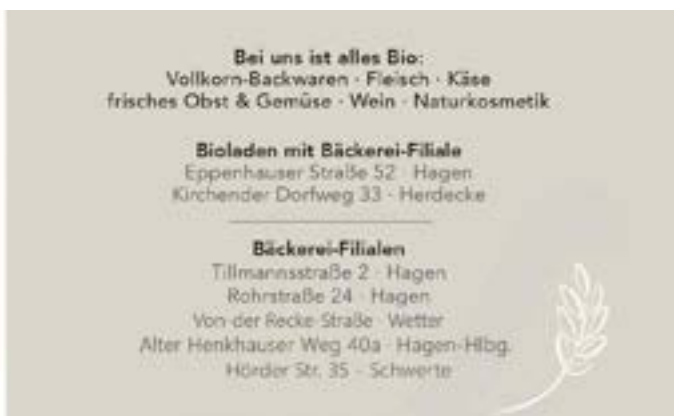 Bei uns ist alles Bio:
Vollkorn-Backwaren · Fleisch · Käse
frisches Obst & Gemüse · Wein · Naturkosmetik
Bioladen mit Bäckerei-Filiale
Eppenhauser Straße 52 · Hagen
Kirchender Dorfweg 33 · Herdecke
Bäckerei-Filialen
Tillmannsstraße 2 · Hagen
Rohrstraße 24 · Hagen
Von-der Recke-Straße · Wetter
Alter Henkhauser Weg 40a · Hagen-Hlbg.
Hörder Str. 35 - Schwerte